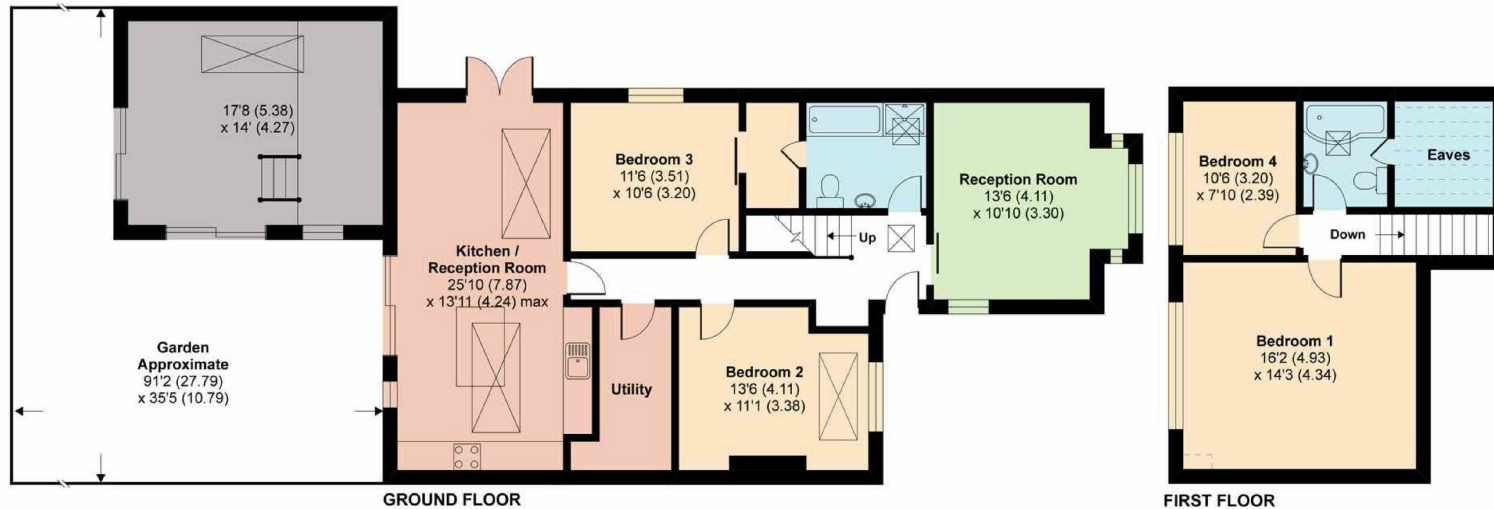 17'8 (5.38)
x 14' (4.27)
Garden
Approximate
91'2 (27.79)
x 35'5 (10.79)
Kitchen /
Reception Room
25'10 (7.87)
x 13'11 (4.24) max
Bedroom 3
11'6 (3.51)
x 10'6 (3.20)
Up
Utility
Bedroom 2
13'6 (4.11)
x 11'1 (3.38)
Reception Room
13'6 (4.11)
x 10'10 (3.30)
GROUND FLOOR
Bedroom 4
10'6 (3.20)
x 7'10 (2.39)
Eaves
Down
Bedroom 1
16'2 (4.93)
x 14'3 (4.34)
FIRST FLOOR